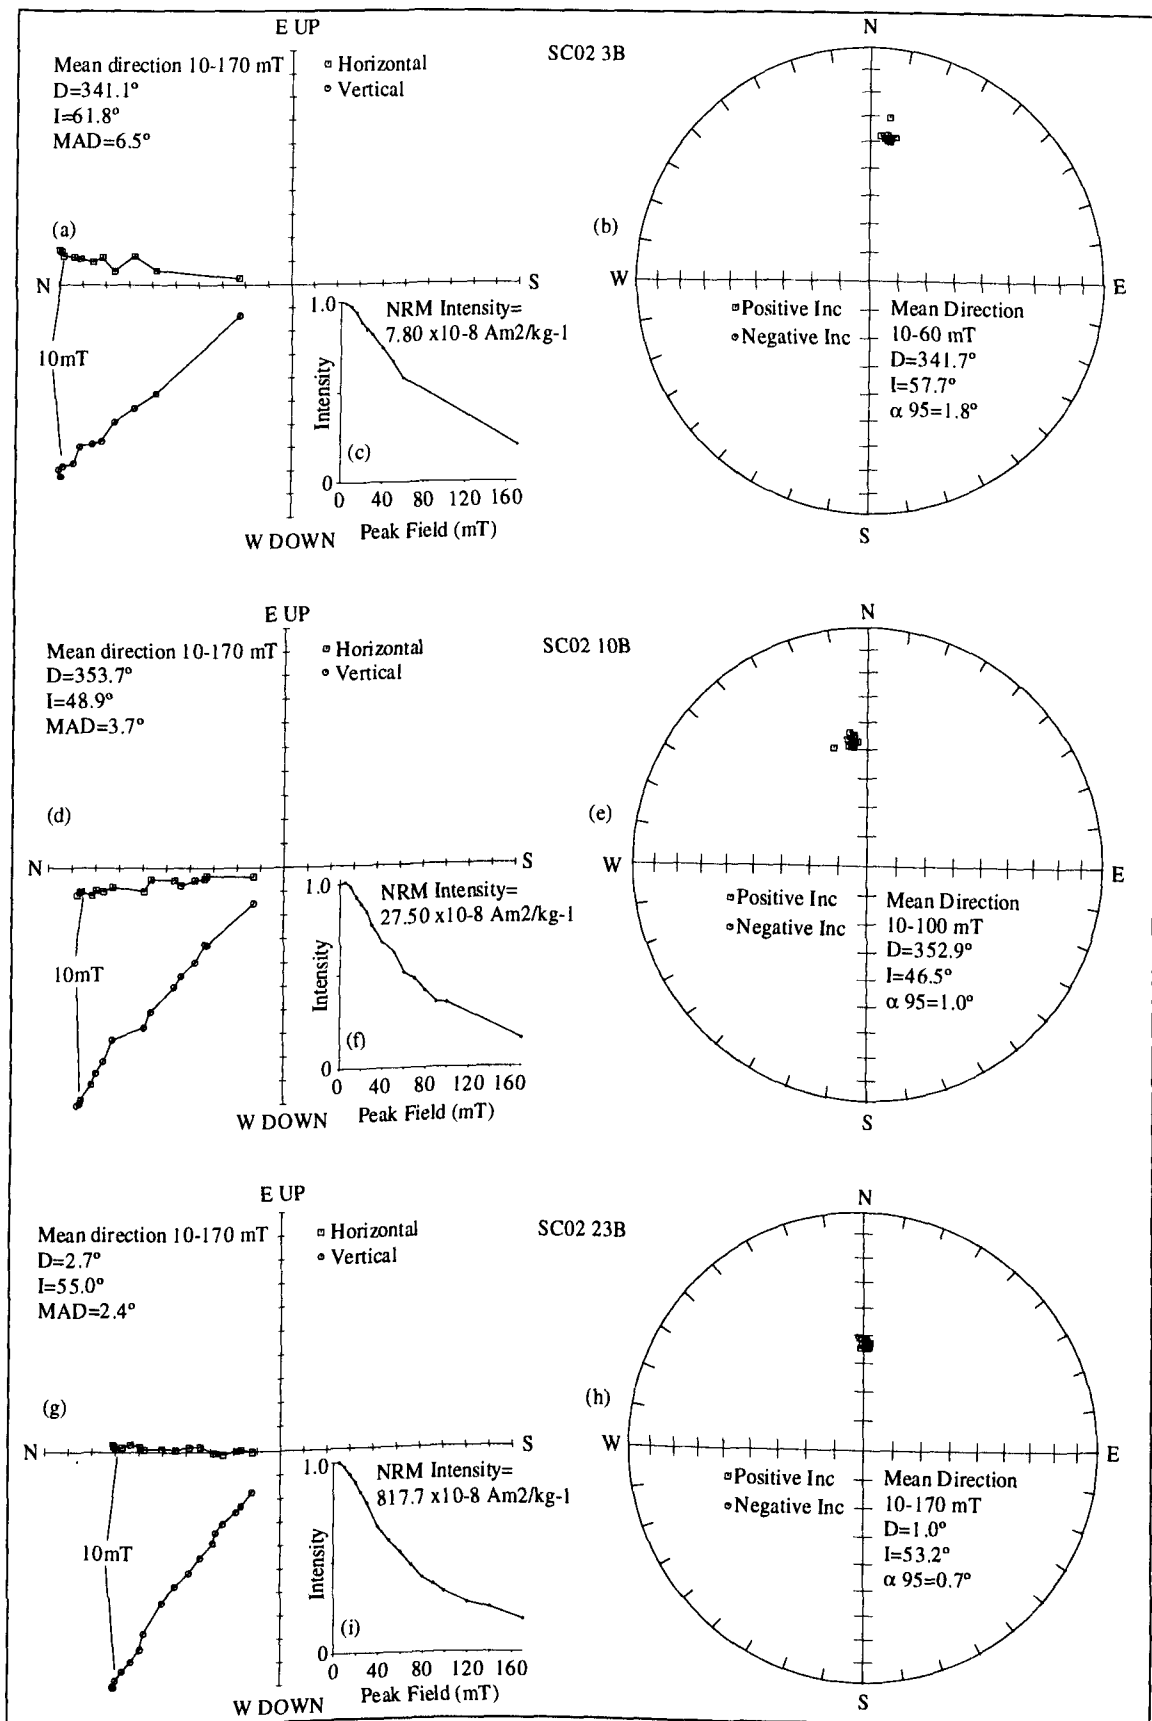 E UP
SC02 3B
N
Mean direction 10-170 mT
D=341.1°
I=61.8°
MAD=6.5°
Horizontal
Vertical
(a)
N
S
10mT
W DOWN
1.0
NRM Intensity=
7.80 x10-8 Am2/kg-1
Intensity
(c)
0
0 40 80 120 160
Peak Field (mT)
(b)
W
E
Positive Inc
Negative Inc
Mean Direction
10-60 mT
D=341.7°
I=57.7°
α 95=1.8°
S
E UP
SC02 10B
N
Mean direction 10-170 mT
D=353.7°
I=48.9°
MAD=3.7°
Horizontal
Vertical
(d)
N
S
10mT
W DOWN
1.0
NRM Intensity=
27.50 x10-8 Am2/kg-1
Intensity
(f)
0
0 40 80 120 160
Peak Field (mT)
(e)
W
E
Positive Inc
Negative Inc
Mean Direction
10-100 mT
D=352.9°
I=46.5°
α 95=1.0°
S
E UP
SC02 23B
N
Mean direction 10-170 mT
D=2.7°
I=55.0°
MAD=2.4°
Horizontal
Vertical
(g)
N
S
10mT
W DOWN
1.0
NRM Intensity=
817.7 x10-8 Am2/kg-1
Intensity
(i)
0
0 40 80 120 160
Peak Field (mT)
(h)
W
E
Positive Inc
Negative Inc
Mean Direction
10-170 mT
D=1.0°
I=53.2°
α 95=0.7°
S